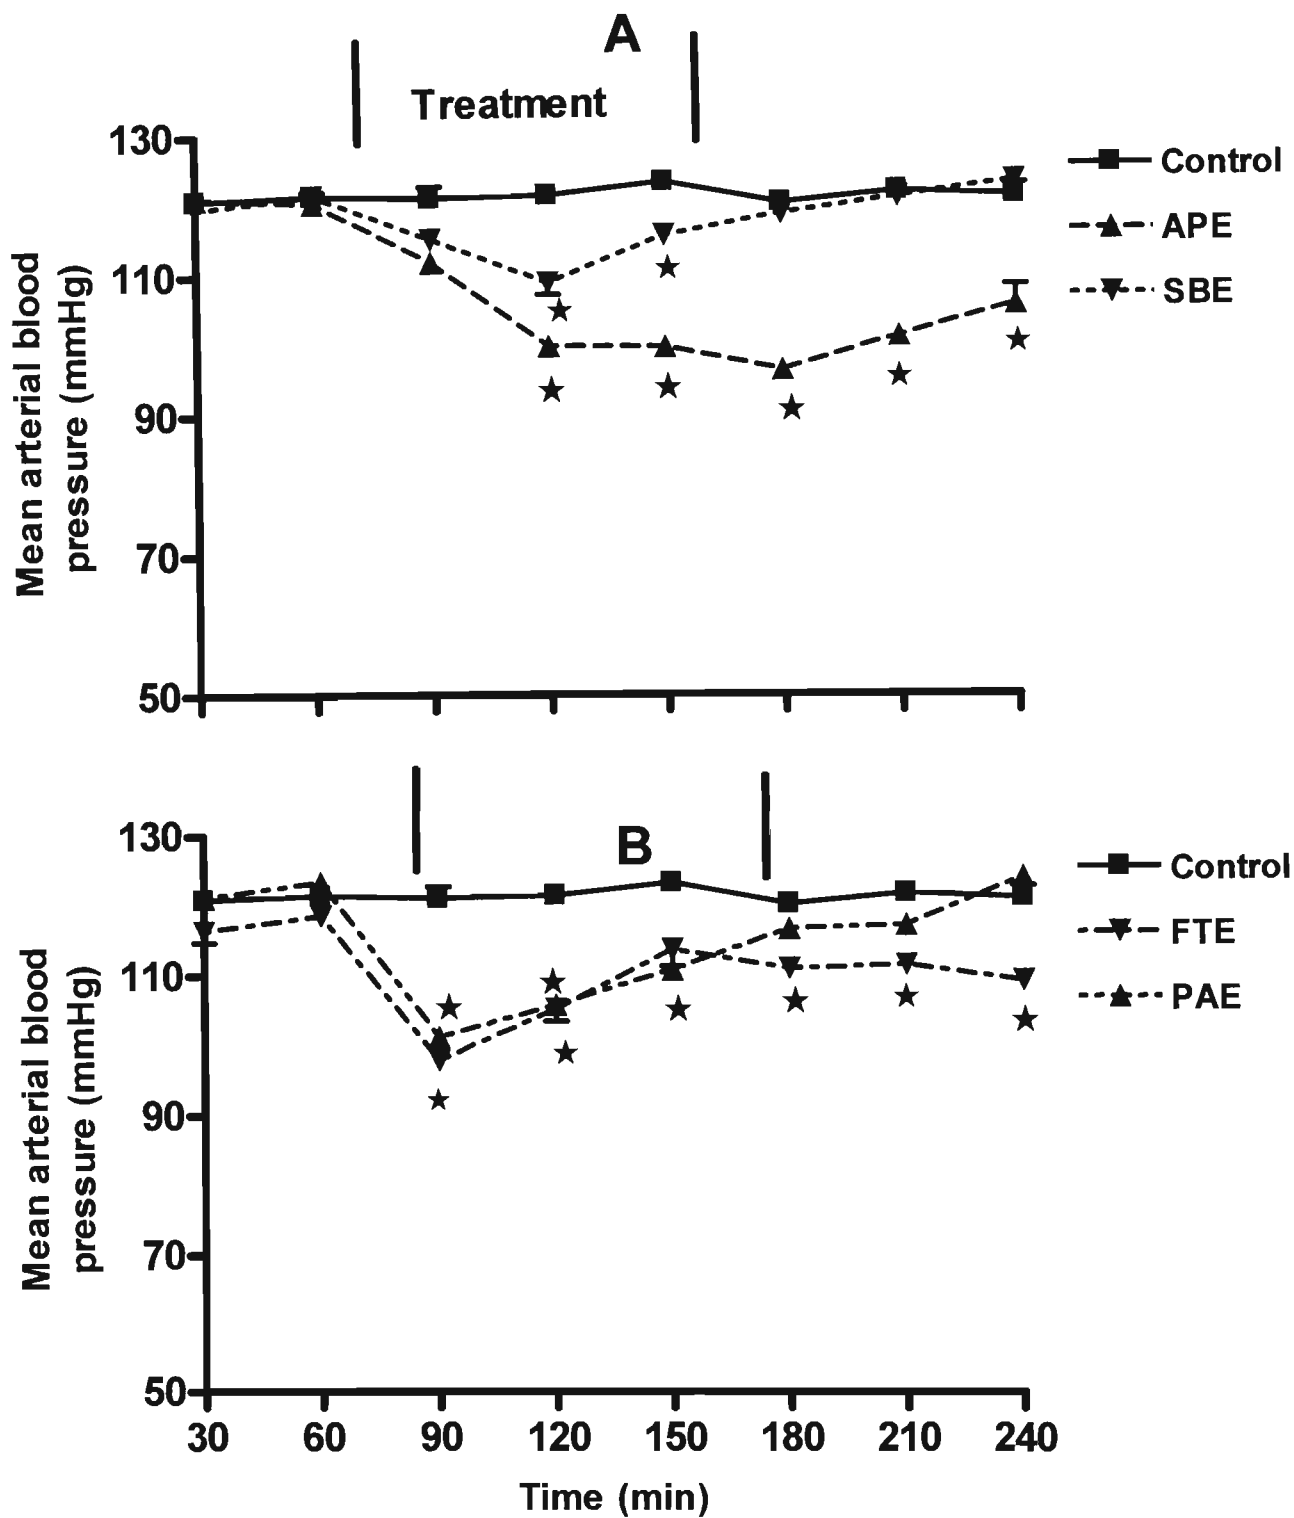 A
Treatment
130
110
90
70
50
Mean arterial blood
pressure (mmHg)
Control
APE
SBE
B
130
110
90
70
50
Mean arterial blood
pressure (mmHg)
Control
FTE
PAE
30 60 90 120 150 180 210 240
Time (min)